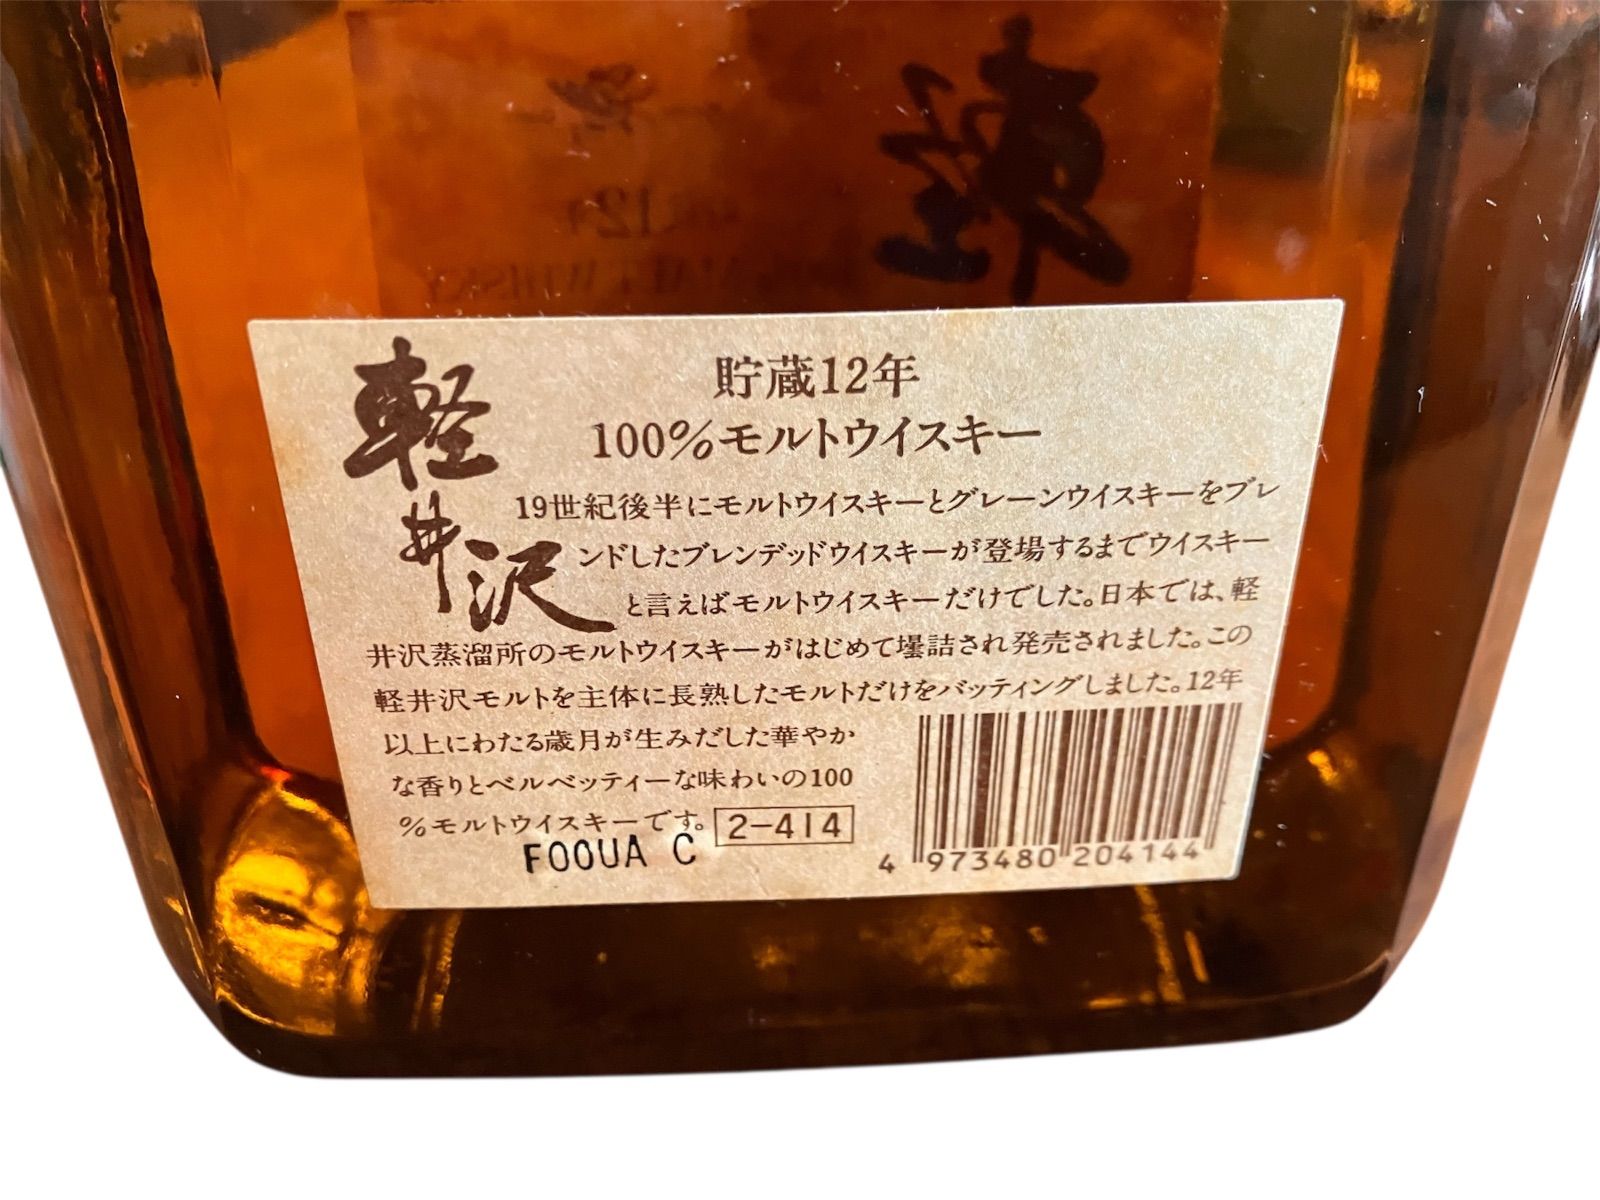 軽井沢
貯蔵12年
100%モルトウイスキー
19世紀後半にモルトウイスキーとグレーンウイスキーをブレ
ンドしたブレンデッドウイスキーが登場するまでウイスキー
と言えばモルトウイスキーだけでした。日本では、軽
井沢蒸溜所のモルトウイスキーがはじめて壜詰され発売されました。この
軽井沢モルトを主体に長熟したモルトだけをバッティングしました。12年
以上にわたる歳月が生みだした華やか
な香りとベルベッティーな味わいの100
%モルトウイスキーです。
2-414
F00UA C
4 973480 204144